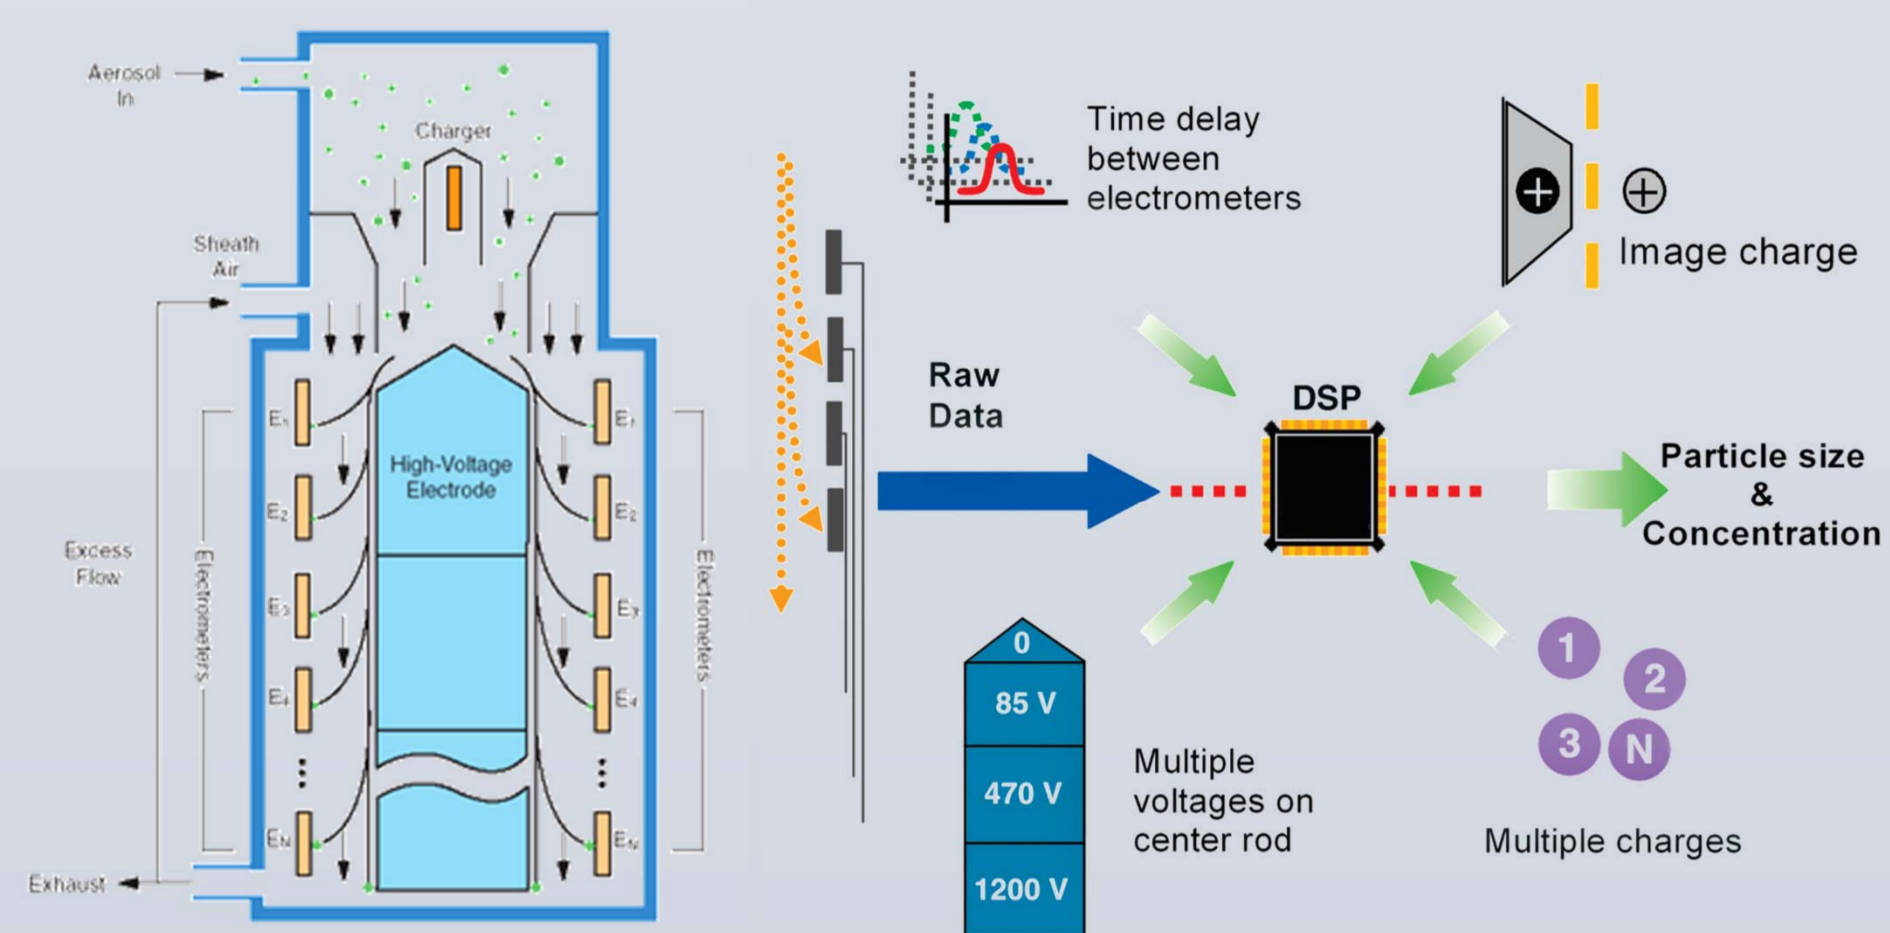 Aerosol
In
Charger
Sheath
Air
High-Voltage
Electrode
E1
E1
E2
E2
E3
E3
E4
E4
EN
EN
Electrometers
Electrometers
Excess
Flow
Exhaust
Time delay
between
electrometers
Image charge
Raw
Data
DSP
Particle size
&
Concentration
0
85 V
470 V
1200 V
Multiple
voltages on
center rod
1
2
3
N
Multiple charges